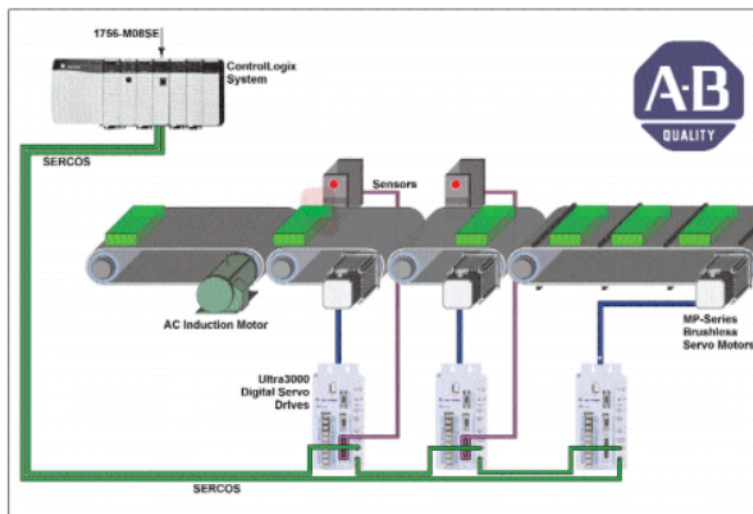 1756-M08SE
ControlLogix
System
A-B
QUALITY
SERCOS
Sensors
AC Induction Motor
MP-Series
Brushless
Servo Motors
Ultra3000
Digital Servo
Drives
SERCOS